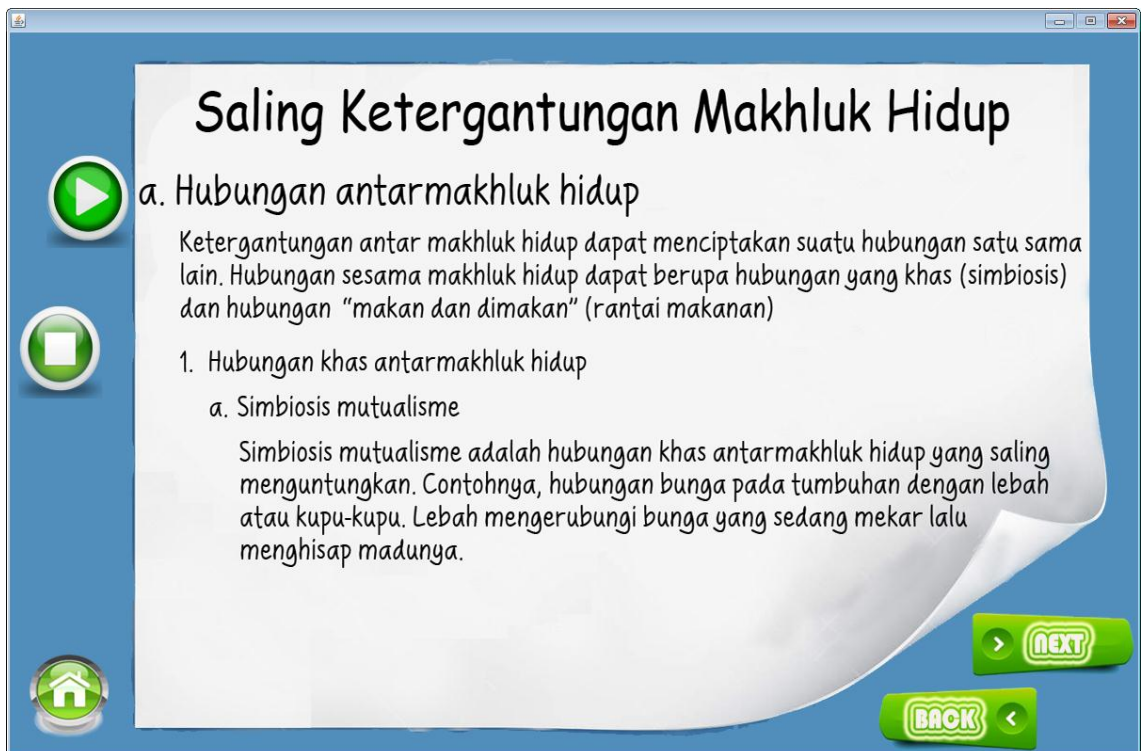 Saling Ketergantungan Makhluk Hidup
a. Hubungan antarmakhluk hidup
Ketergantungan antar makhluk hidup dapat menciptakan suatu hubungan satu sama
lain. Hubungan sesama makhluk hidup dapat berupa hubungan yang khas (simbiosis)
dan hubungan “makan dan dimakan” (rantai makanan)
1. Hubungan khas antarmakhluk hidup
a. Simbiosis mutualisme
Simbiosis mutualisme adalah hubungan khas antarmakhluk hidup yang saling
menguntungkan. Contohnya, hubungan bunga pada tumbuhan dengan lebah
atau kupu-kupu. Lebah mengerubungi bunga yang sedang mekar lalu
menghisap madunya.
NEXT
BACK